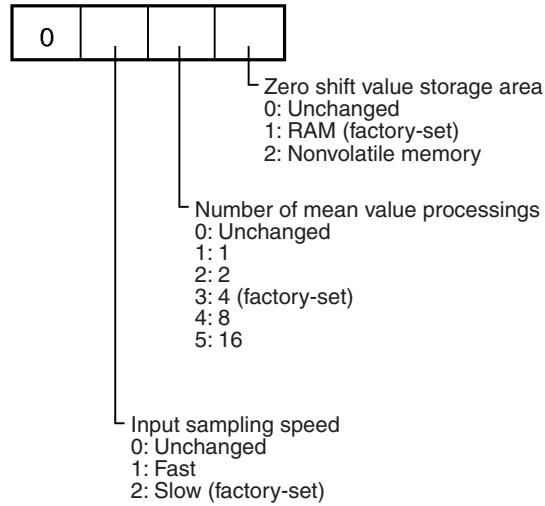 0
Zero shift value storage area
0: Unchanged
1: RAM (factory-set)
2: Nonvolatile memory
Number of mean value processings
0: Unchanged
1: 1
2: 2
3: 4 (factory-set)
4: 8
5: 16
Input sampling speed
0: Unchanged
1: Fast
2: Slow (factory-set)